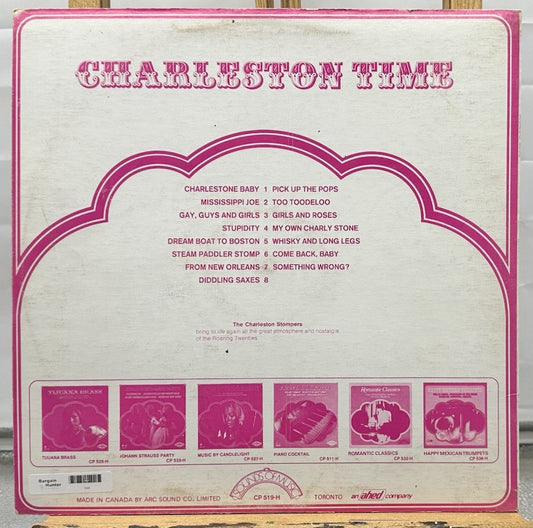 CHARLESTON TIME
CHARLESTONE BABY 1 PICK UP THE POPS
MISSISSIPPI JOE 2 TOO TOODELOO
GAY, GUYS AND GIRLS 3 GIRLS AND ROSES
STUPIDITY 4 MY OWN CHARLY STONE
DREAM BOAT TO BOSTON 5 WHISKY AND LONG LEGS
STEAM PADDLER STOMP 6 COME BACK, BABY
FROM NEW ORLEANS 7 SOMETHING WRONG?
DIDDLING SAXES 8
The Charleston Stompers
bring to life again all the great atmosphere and nostalgia
of the Roaring Twenties.
TIJUANA BRASS
Romantic Classics
TIJUANA BRASS
CP 525-H
JOHANN STRAUSS PARTY
CP 533-H
MUSIC BY CANDLELIGHT
CP 527-H
PIANO COCKTAIL
CP 511-H
ROMANTIC CLASSICS
CP 532-H
HAPPY MEXICAN TRUMPETS
CP 536-H
Bargain
Hunter
MADE IN CANADA BY ARC SOUND CO. LIMITED
SOUNDS OF MUSIC
CP 519-H
TORONTO
an ahed company